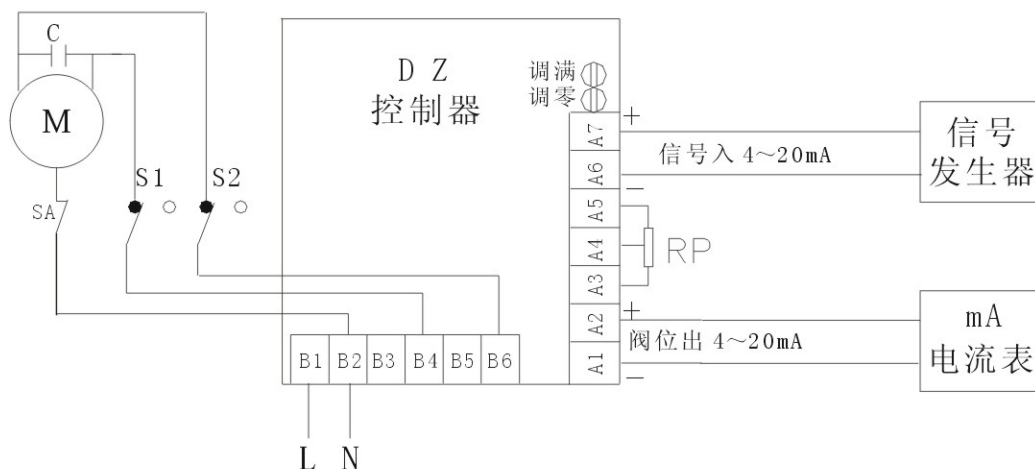 C
M
SA
S1
S2
D Z
控制器
调满
调零
A7
A6
A5
A4
A3
A2
A1
+
信号入 4～20mA
−
RP
+
阀位出 4～20mA
−
信号
发生器
mA
电流表
B1
B2
B3
B4
B5
B6
L
N